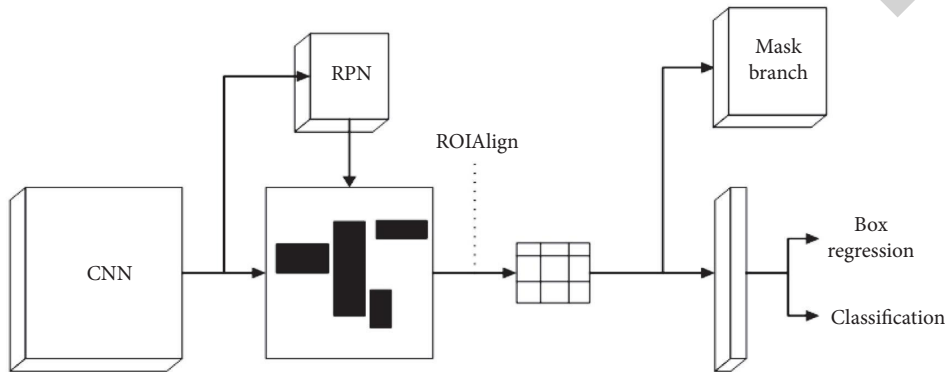 Mask
branch
RPN
ROIAlign
CNN
Box
regression
Classification